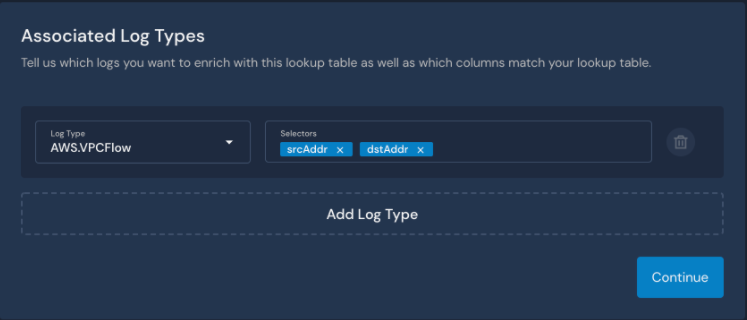 Associated Log Types
Tell us which logs you want to enrich with this lookup table as well as which columns match your lookup table.
Log Type
AWS.VPCFlow
Selectors
srcAddr × dstAddr ×
Add Log Type
Continue